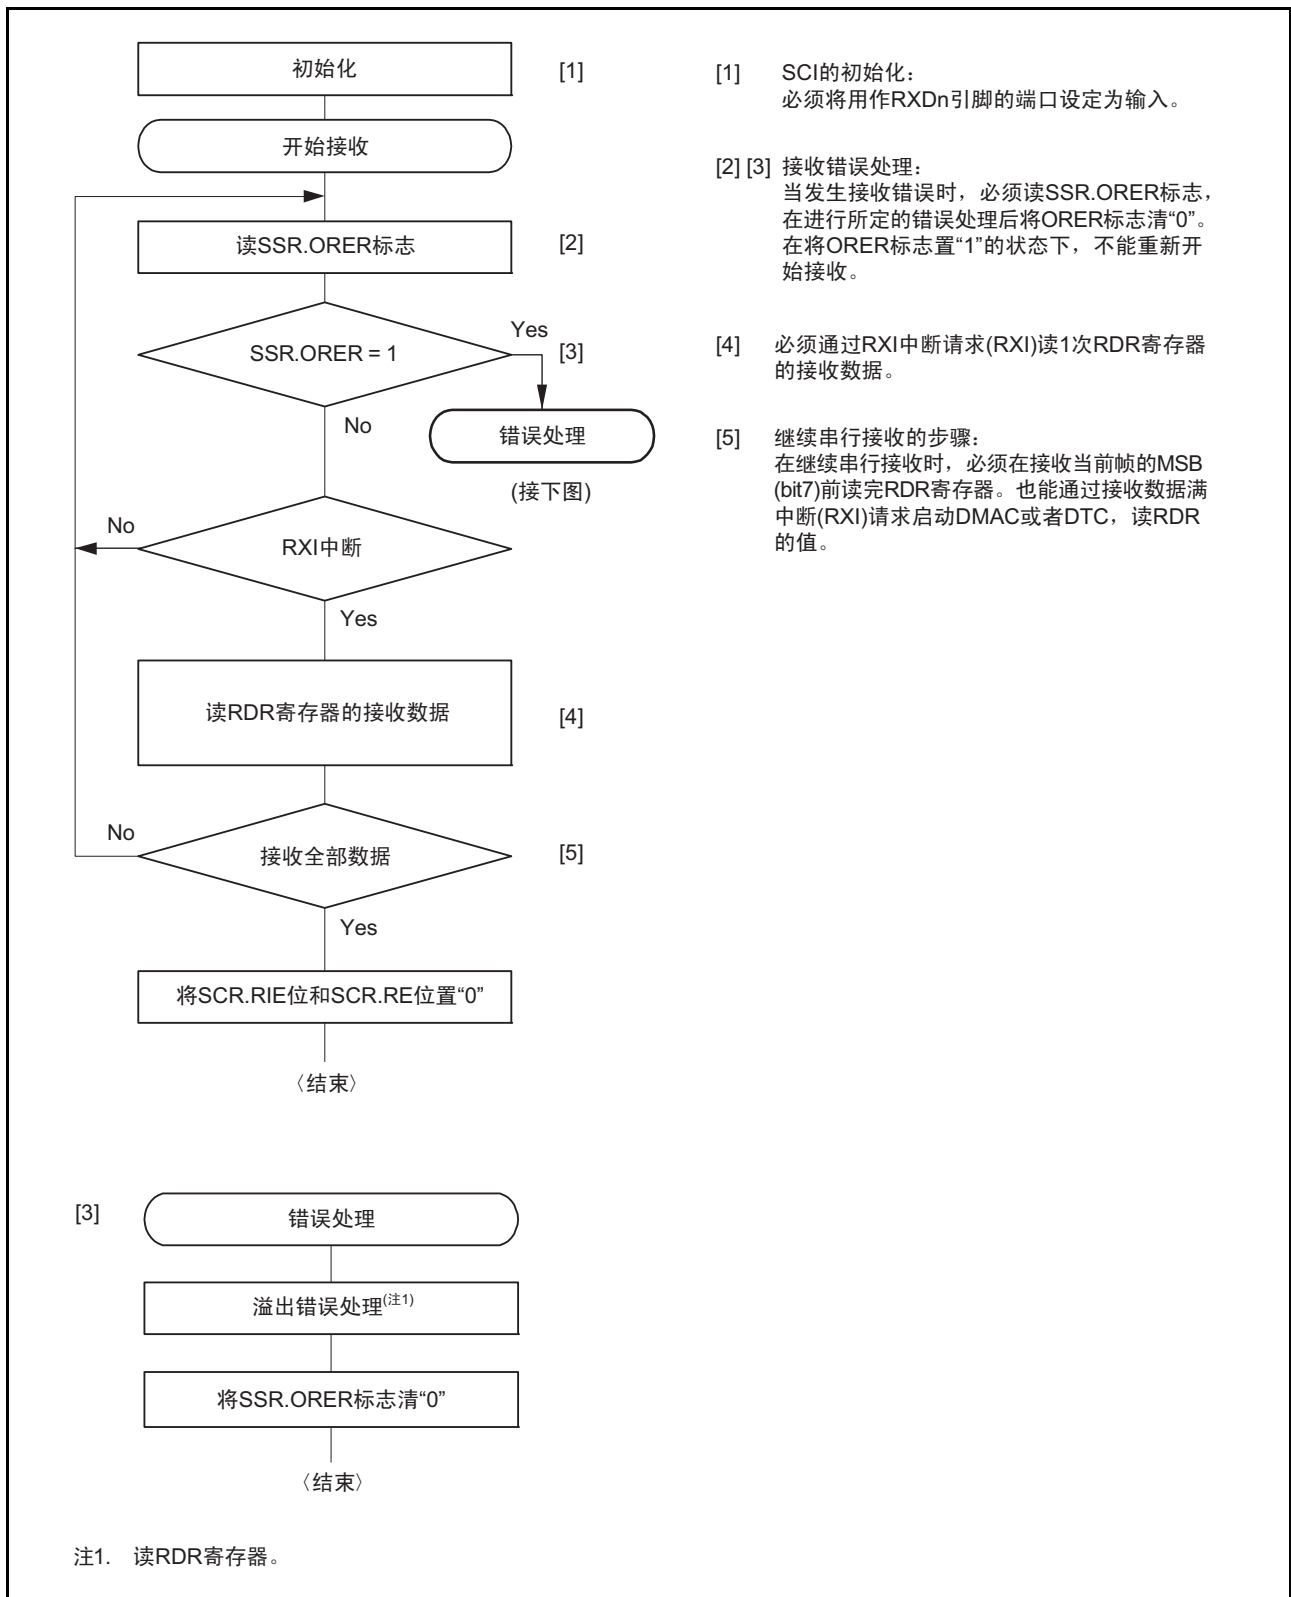 初始化
[1]
开始接收
读SSR.ORER标志
[2]
SSR.ORER = 1
Yes
[3]
No
错误处理
(接下图)
No
RXI中断
Yes
读RDR寄存器的接收数据
[4]
No
接收全部数据
[5]
Yes
将SCR.RIE位和SCR.RE位置“0”
〈结束〉
[1] SCI的初始化：
必须将用作RXDn引脚的端口设定为输入。
[2] [3] 接收错误处理：
当发生接收错误时，必须读SSR.ORER标志，
在进行所定的错误处理后将ORER标志清“0”。
在将ORER标志置“1”的状态下，不能重新开
始接收。
[4] 必须通过RXI中断请求(RXI)读1次RDR寄存器
的接收数据。
[5] 继续串行接收的步骤：
在继续串行接收时，必须在接收当前帧的MSB
(bit7)前读完RDR寄存器。也能通过接收数据满
中断(RXI)请求启动DMAC或者DTC，读RDR
的值。
[3]
错误处理
溢出错误处理(注1)
将SSR.ORER标志清“0”
〈结束〉
注1. 读RDR寄存器。